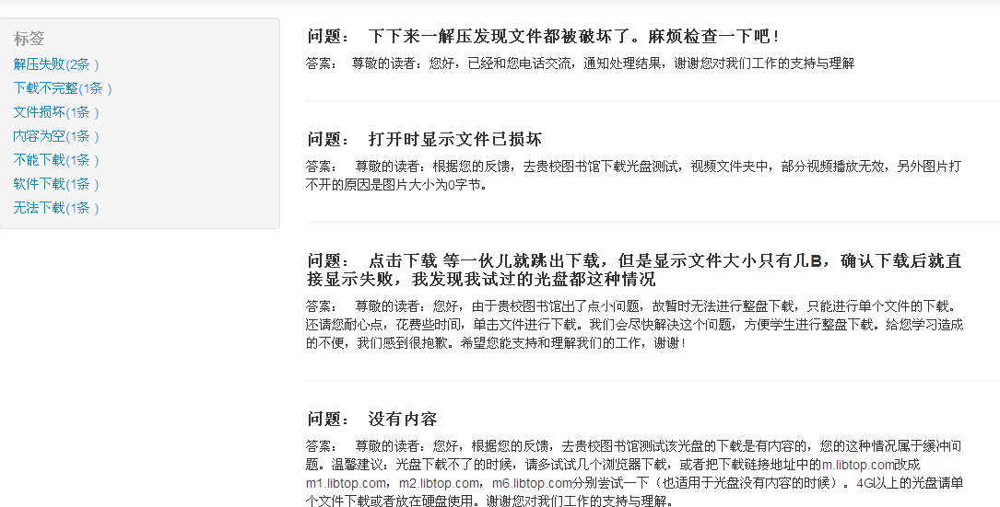 标签
解压失败(2条 )
下载不完整(1条 )
文件损坏(1条 )
内容为空(1条 )
不能下载(1条 )
软件下载(1条 )
无法下载(1条 )
问题： 下下来一解压发现文件都被破坏了。麻烦检查一下吧！
答案： 尊敬的读者：您好，已经和您电话交流，通知处理结果，谢谢您对我们工作的支持与理解
问题： 打开时显示文件已损坏
答案： 尊敬的读者：根据您的反馈，去贵校图书馆下载光盘测试，视频文件夹中，部分视频播放无效，另外图片打
不开的原因是图片大小为0字节。
问题： 点击下载 等一伙儿就跳出下载，但是显示文件大小只有几B，确认下载后就直
接显示失败，我发现我试过的光盘都这种情况
答案： 尊敬的读者：您好，由于贵校图书馆出了点小问题，故暂时无法进行整盘下载，只能进行单个文件的下载。
还请您耐心点，花费些时间，单击文件进行下载。我们会尽快解决这个问题，方便学生进行整盘下载。给您学习造成
的不便，我们感到很抱歉。希望您能支持和理解我们的工作，谢谢！
问题： 没有内容
答案： 尊敬的读者：您好，根据您的反馈，去贵校图书馆测试该光盘的下载是有内容的，您的这种情况属于缓冲问
题。温馨建议：光盘下载不了的时候，请多试试几个浏览器下载，或者把下载链接地址中的m.libtop.com改成
m1.libtop.com，m2.libtop.com，m6.libtop.com分别尝试一下（也适用于光盘没有内容的时候）。4G以上的光盘请单
个文件下载或者放在硬盘使用。谢谢您对我们工作的支持与理解。